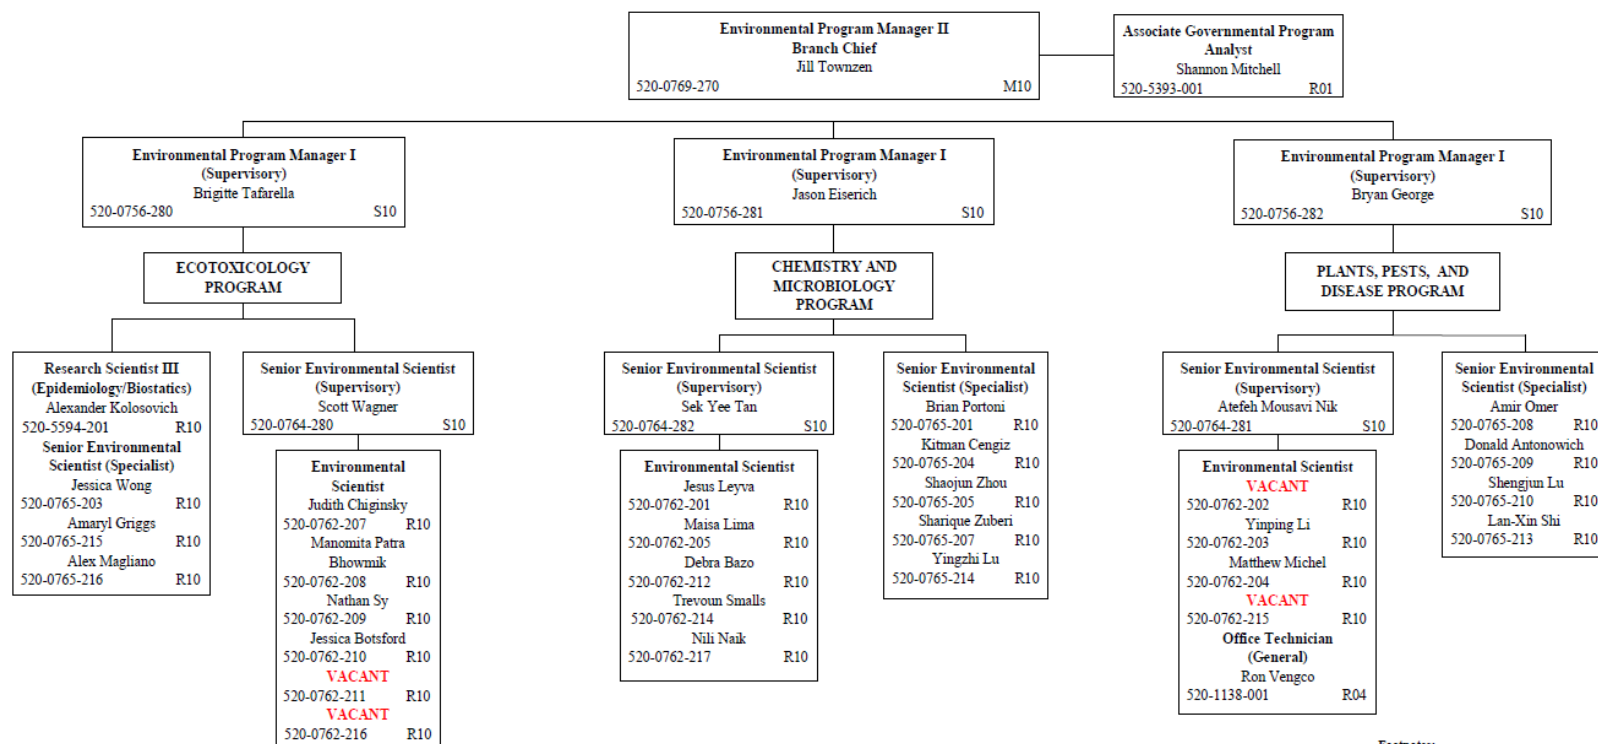 Environmental Program Manager II
Branch Chief
Jill Townzen
520-0769-270 M10
Associate Governmental Program
Analyst
Shannon Mitchell
520-5393-001 R01
Environmental Program Manager I
(Supervisory)
Brigitte Tafarella
520-0756-280 S10
Environmental Program Manager I
(Supervisory)
Jason Eiserich
520-0756-281 S10
Environmental Program Manager I
(Supervisory)
Bryan George
520-0756-282 S10
ECOTOXICOLOGY
PROGRAM
CHEMISTRY AND
MICROBIOLOGY
PROGRAM
PLANTS, PESTS, AND
DISEASE PROGRAM
Research Scientist III
(Epidemiology/Biostatics)
Alexander Kolosovich
520-5594-201 R10
Senior Environmental
Scientist (Specialist)
Jessica Wong
520-0765-203 R10
Amaryl Griggs
520-0765-215 R10
Alex Magliano
520-0765-216 R10
Senior Environmental Scientist
(Supervisory)
Scott Wagner
520-0764-280 S10
Environmental
Scientist
Judith Chiginsky
520-0762-207 R10
Manomita Patra
Bhowmik
520-0762-208 R10
Nathan Sy
520-0762-209 R10
Jessica Botsford
520-0762-210 R10
VACANT
520-0762-211 R10
VACANT
520-0762-216 R10
Senior Environmental Scientist
(Supervisory)
Sek Yee Tan
520-0764-282 S10
Environmental Scientist
Jesus Leyva
520-0762-201 R10
Maisa Lima
520-0762-205 R10
Debra Bazo
520-0762-212 R10
Trevoun Smalls
520-0762-214 R10
Nili Naik
520-0762-217 R10
Senior Environmental
Scientist (Specialist)
Brian Portoni
520-0765-201 R10
Kitman Cengiz
520-0765-204 R10
Shaojun Zhou
520-0765-205 R10
Sharique Zuberi
520-0765-207 R10
Yingzhi Lu
520-0765-214 R10
Senior Environmental Scientist
(Supervisory)
Atefeh Mousavi Nik
520-0764-281 S10
Environmental Scientist
VACANT
520-0762-202 R10
Yinping Li
520-0762-203 R10
Matthew Michel
520-0762-204 R10
VACANT
520-0762-215 R10
Office Technician
(General)
Ron Vengco
520-1138-001 R04
Senior Environmental
Scientist (Specialist)
Amir Omer
520-0765-208 R10
Donald Antonowich
520-0765-209 R10
Shengjun Lu
520-0765-210 R10
Lan-Xin Shi
520-0765-213 R10